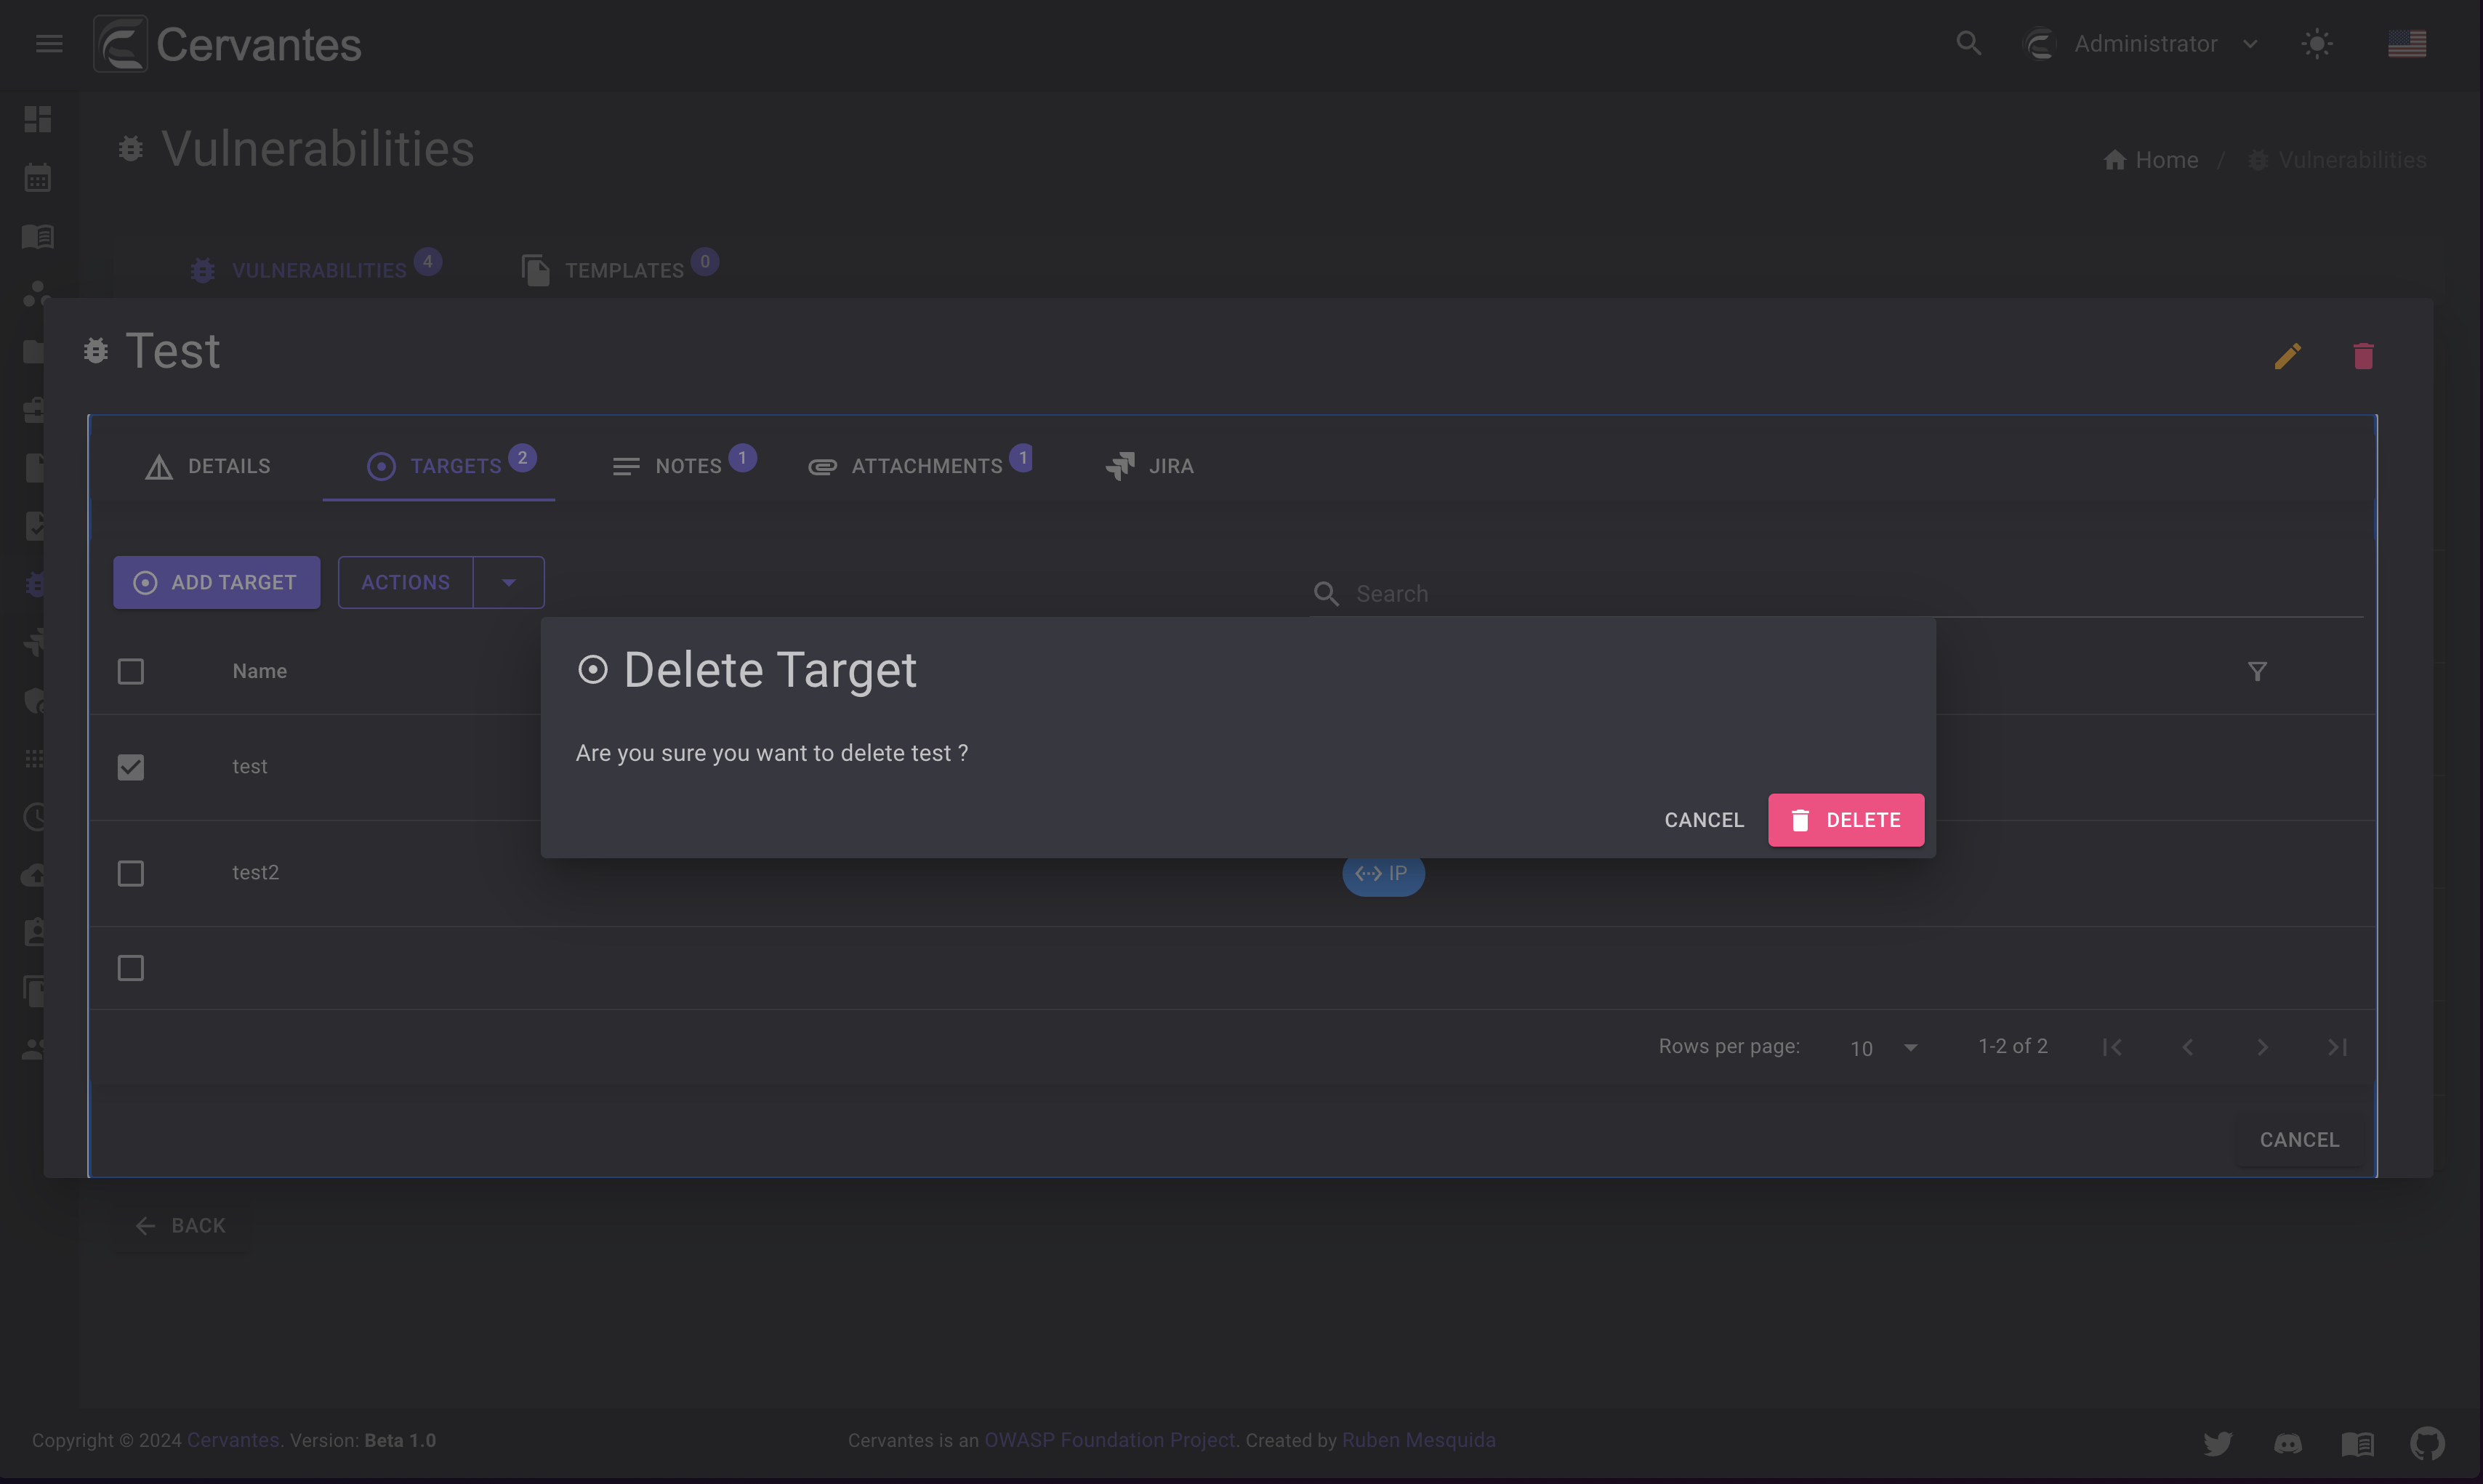 Cervantes
Administrator
Vulnerabilities
Home / Vulnerabilities
VULNERABILITIES 4
TEMPLATES 0
Test
DETAILS
TARGETS 2
NOTES 1
ATTACHMENTS 1
JIRA
ADD TARGET
ACTIONS
Search
Name
Delete Target
Are you sure you want to delete test ?
CANCEL
DELETE
test
test2
IP
Rows per page: 10 1-2 of 2
CANCEL
BACK
Copyright © 2024 Cervantes. Version: Beta 1.0
Cervantes is an OWASP Foundation Project. Created by Ruben Mesquida